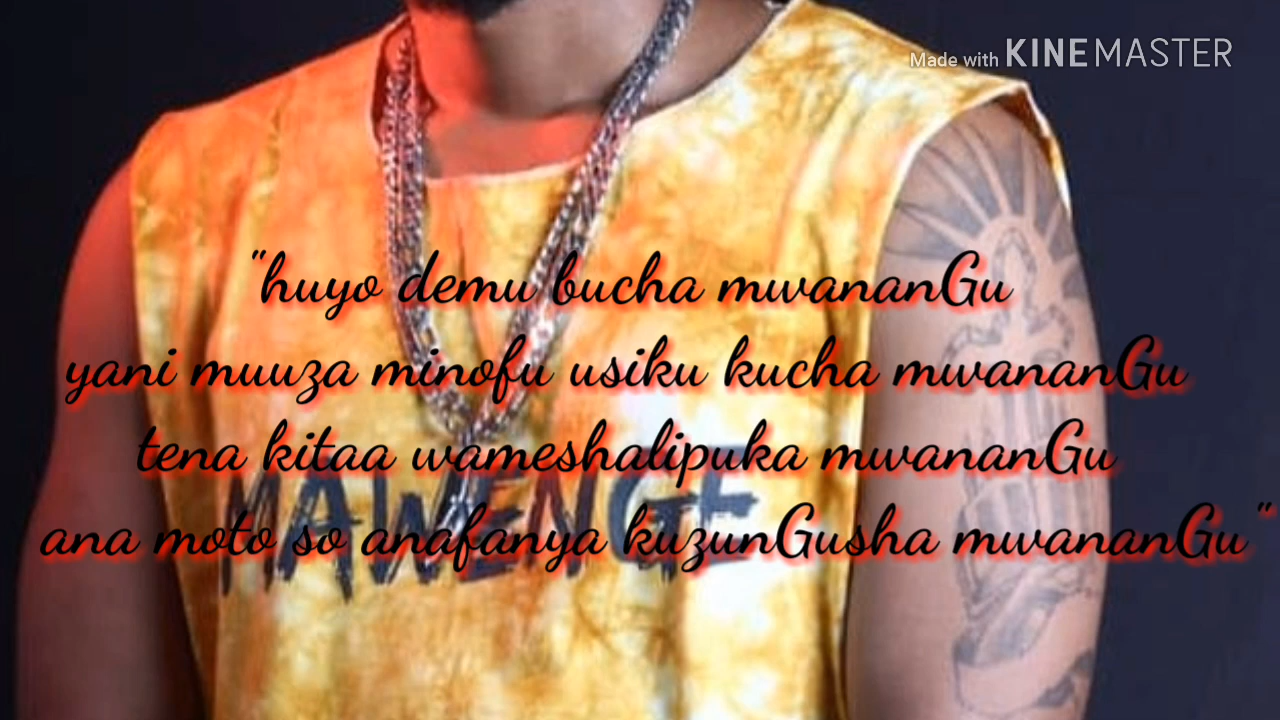 Made with KINEMASTER
"huyo demu bucha mwananGu
yani muuza minofu usiku kucha mwananGu
tena kitaa wameshalipuka mwananGu
ana moto so anafanya kuzunGusha mwananGu"
MAWENGE